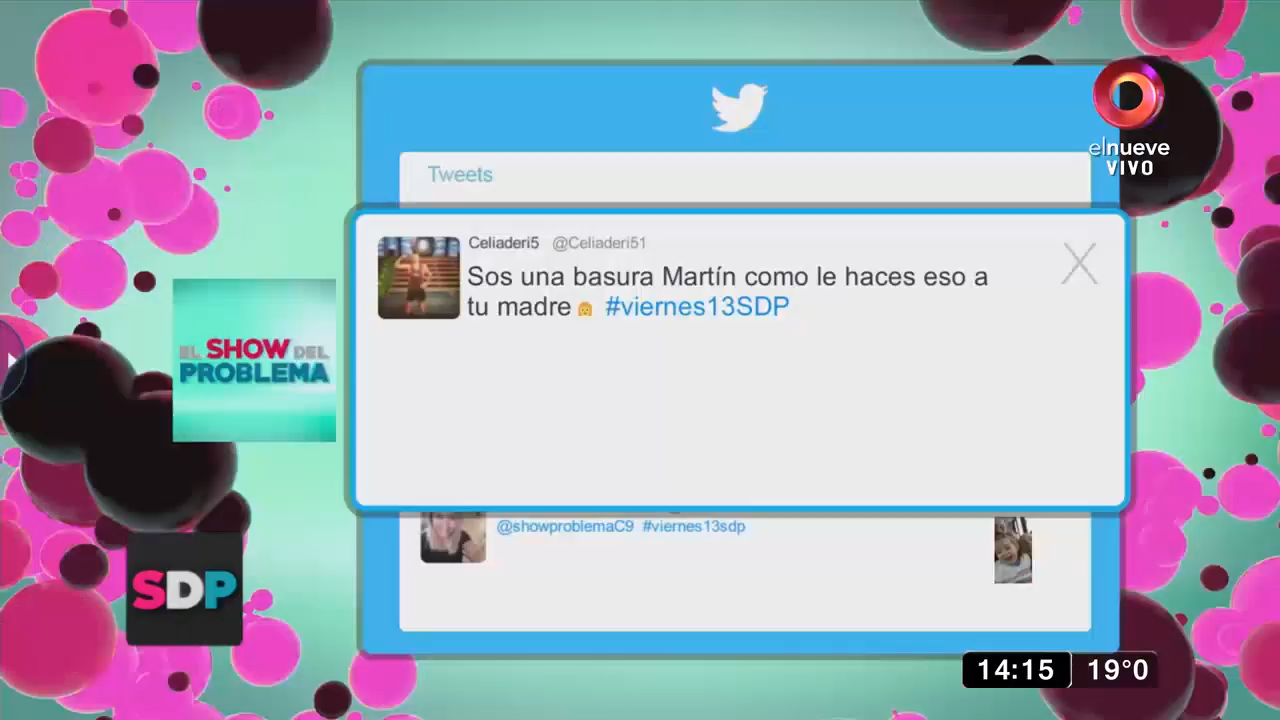 elnueve
VIVO
Tweets
Celiaderi5 @Celiaderi51
Sos una basura Martín como le haces eso a
tu madre #viernes13SDP
EL SHOW DEL
PROBLEMA
@showproblemaC9 #viernes13sdp
SDP
14:15 19°0